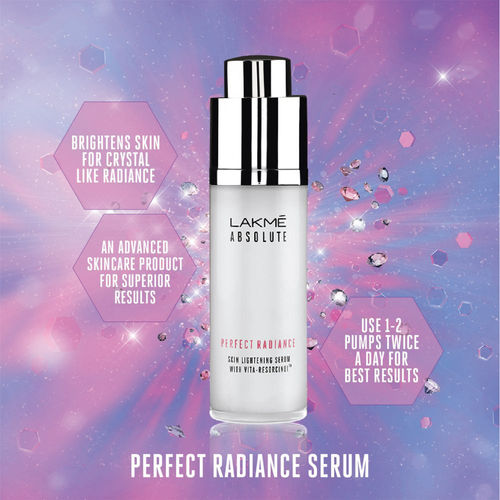 BRIGHTENS SKIN
FOR CRYSTAL
LIKE RADIANCE
AN ADVANCED
SKINCARE PRODUCT
FOR SUPERIOR
RESULTS
LAKMÉ
ABSOLUTE
PERFECT RADIANCE
SKIN LIGHTENING SERUM
WITH VITA-RESORCINOL™
USE 1-2
PUMPS TWICE
A DAY FOR
BEST RESULTS
PERFECT RADIANCE SERUM